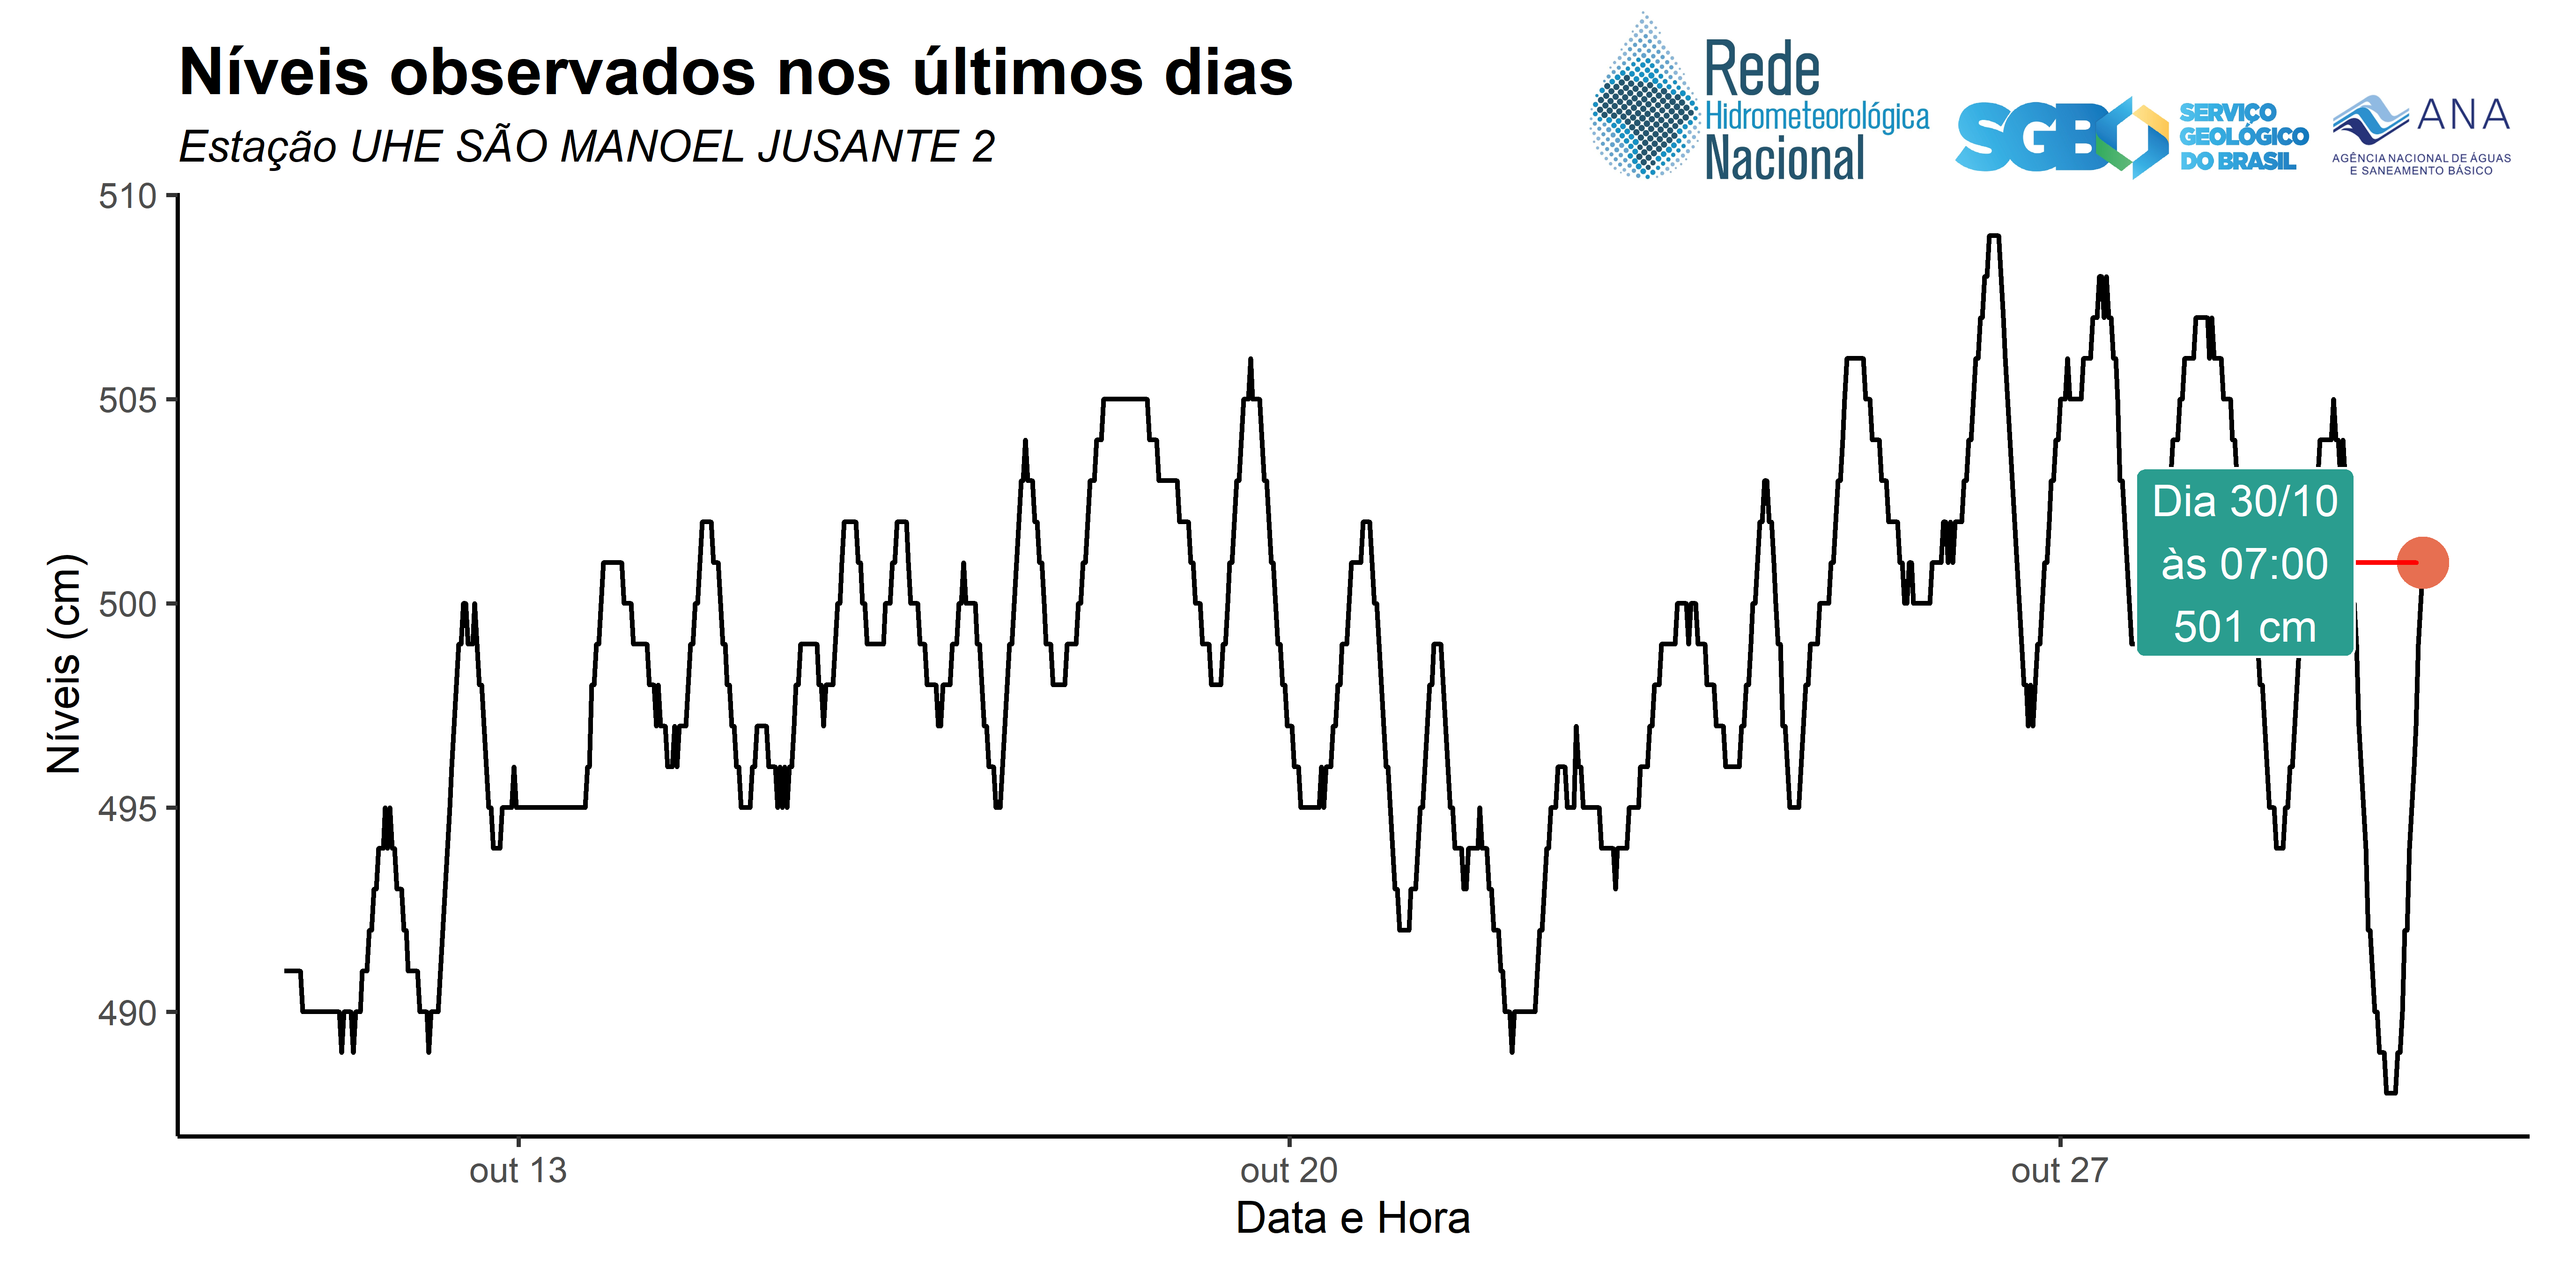 Níveis observados nos últimos dias
Estação UHE SÃO MANOEL JUSANTE 2
Rede
Hidrometeorológica
Nacional
SGB
SERVIÇO
GEOLÓGICO
DO BRASIL
ANA
AGÊNCIA NACIONAL DE ÁGUAS
E SANEAMENTO BÁSICO
Níveis (cm)
510
505
500
495
490
Dia 30/10
às 07:00
501 cm
out 13
out 20
out 27
Data e Hora